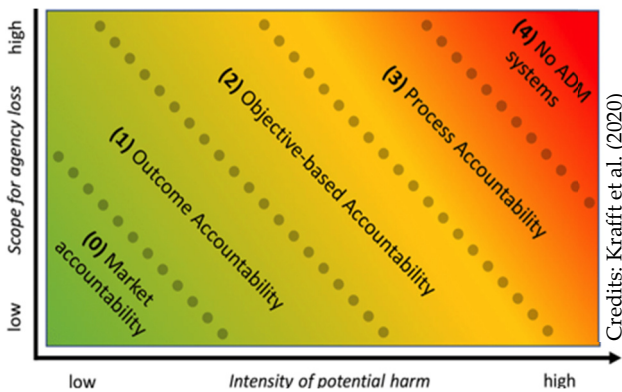 high
Scope for agency loss
low
(0) Market
accountability
(1) Outcome Accountability
(2) Objective-based Accountability
(3) Process Accountability
(4) No ADM
systems
low
Intensity of potential harm
high
Credits: Krafft et al. (2020)